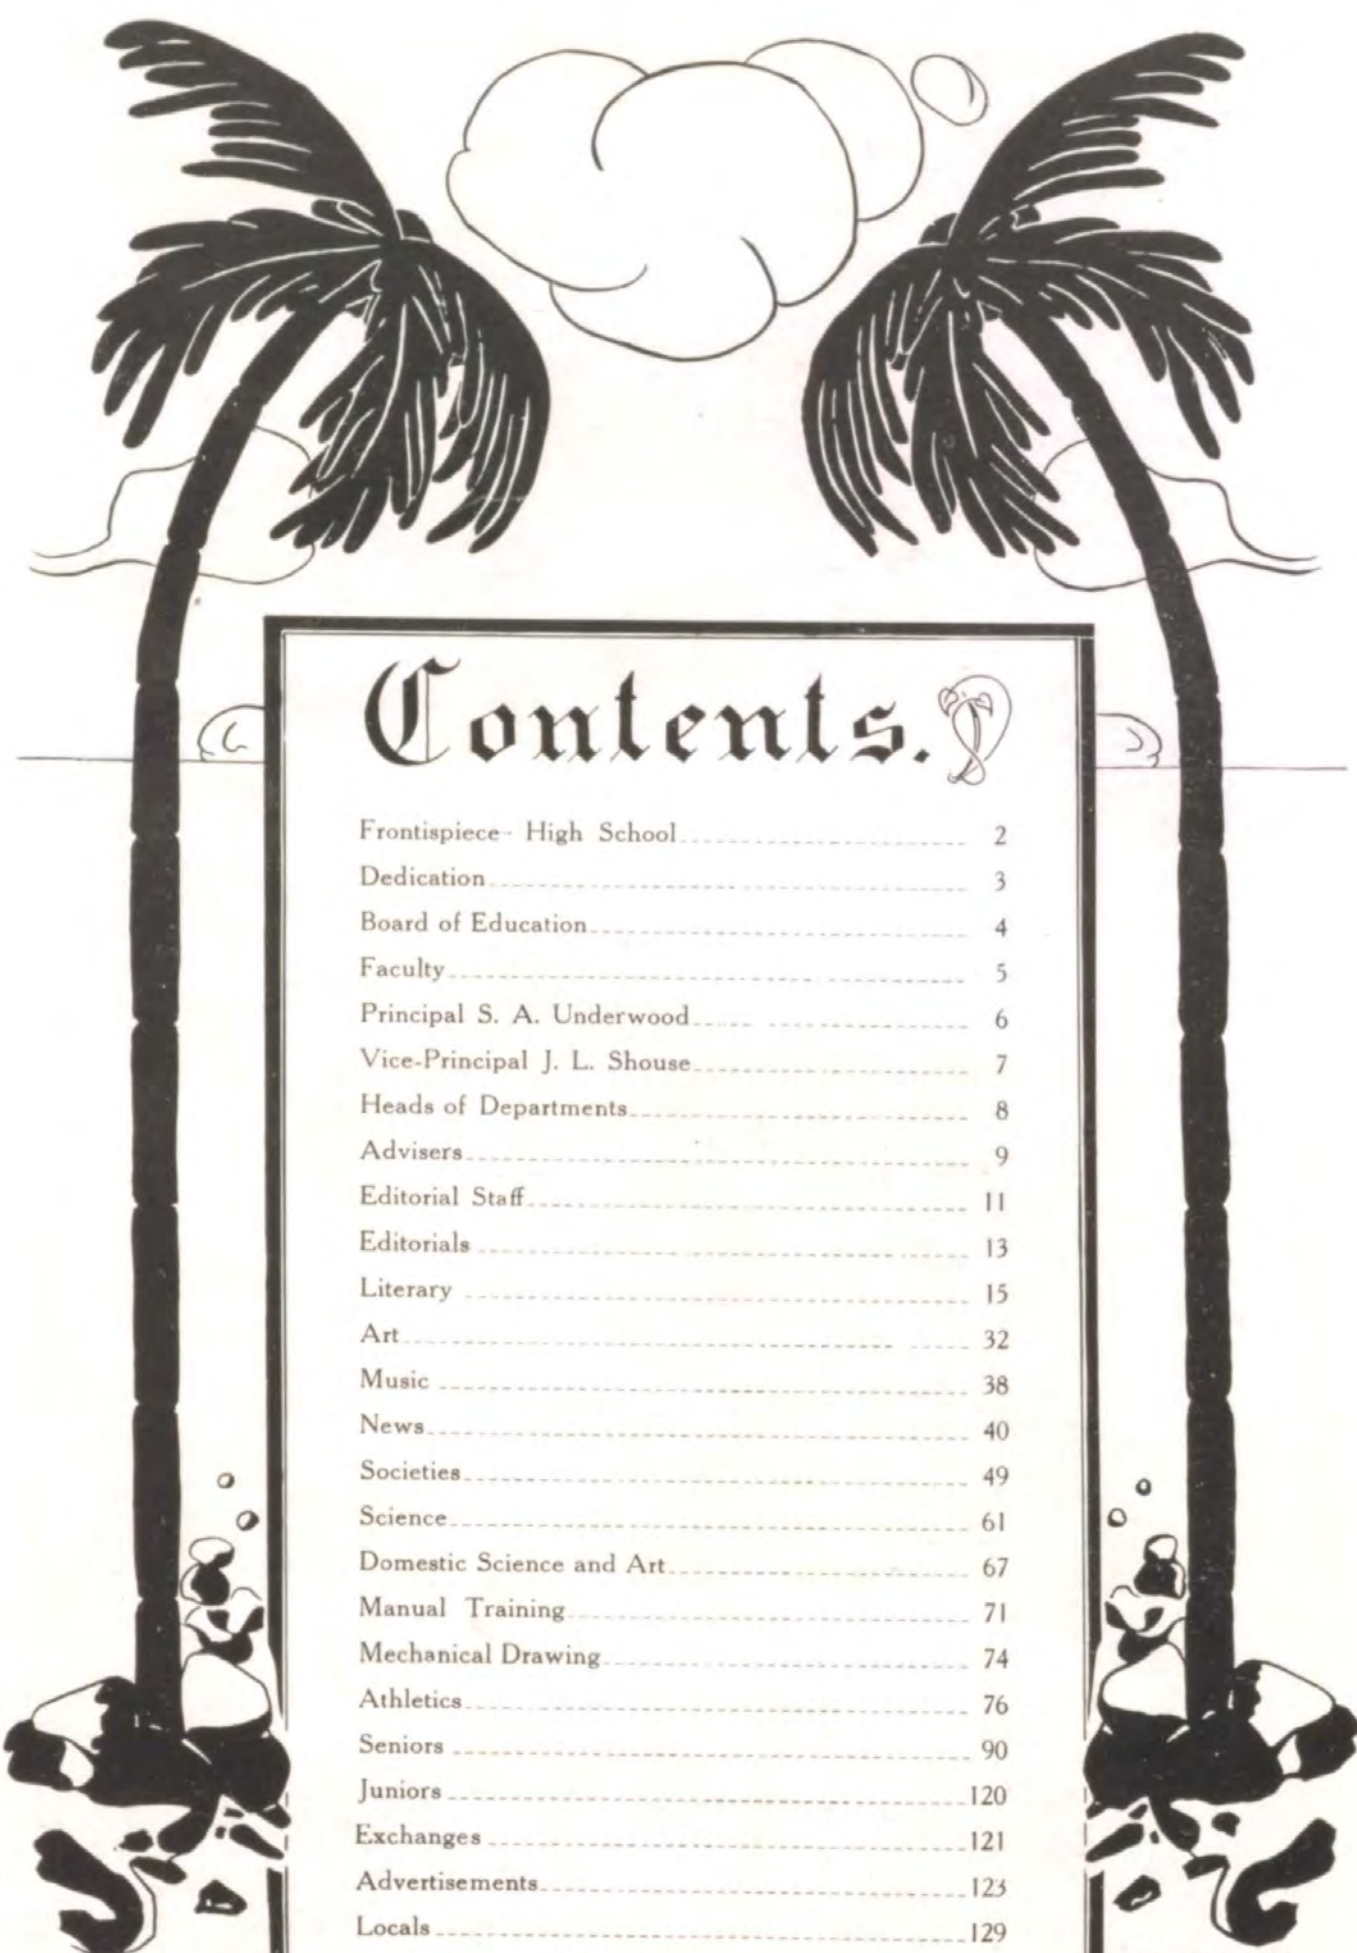 Contents.
Frontispiece - High School 2
Dedication 3
Board of Education 4
Faculty 5
Principal S. A. Underwood 6
Vice-Principal J. L. Shouse 7
Heads of Departments 8
Advisers 9
Editorial Staff 11
Editorials 13
Literary 15
Art 32
Music 38
News 40
Societies 49
Science 61
Domestic Science and Art 67
Manual Training 71
Mechanical Drawing 74
Athletics 76
Seniors 90
Juniors 120
Exchanges 121
Advertisements 123
Locals 129